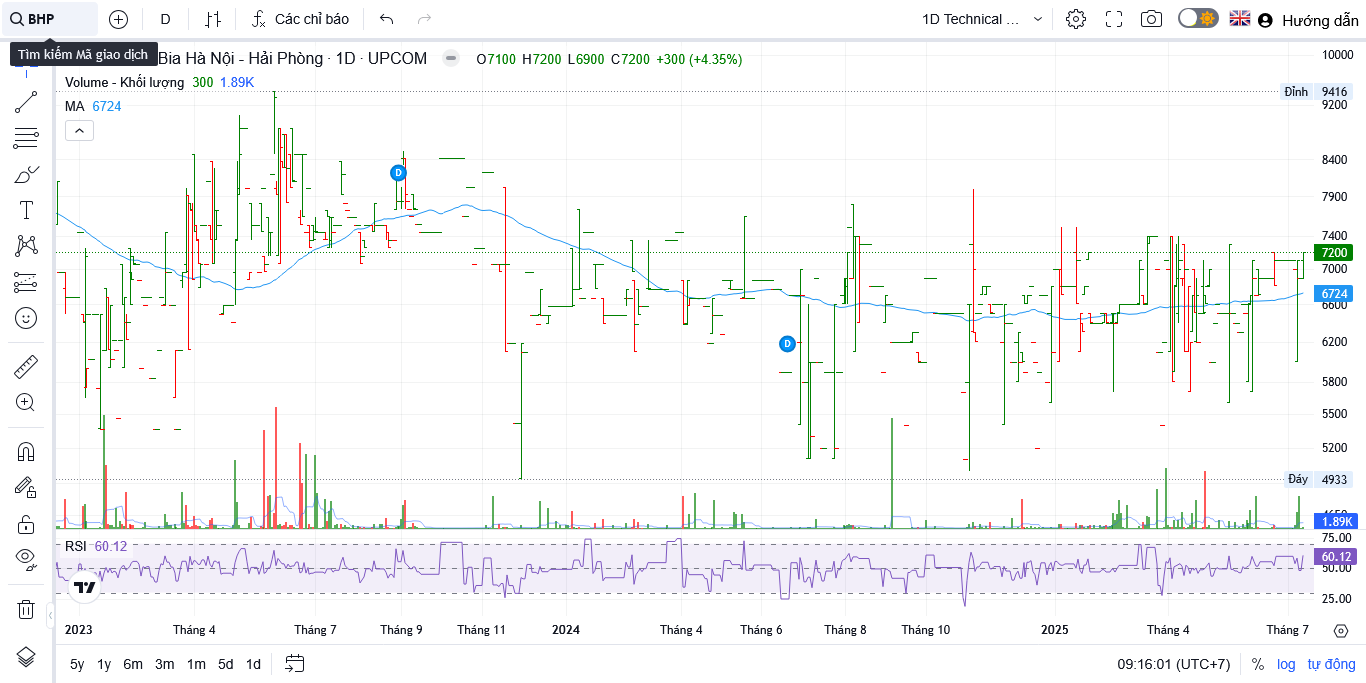 BHP D Các chỉ báo 1D Technical ... Hướng dẫn
Tìm kiếm Mã giao dịch Bia Hà Nội - Hải Phòng · 1D · UPCOM O7100 H7200 L6900 C7200 +300 (+4.35%)
Volume - Khối lượng 300 1.89K
MA 6724
10000
Đỉnh 9416
9200
8400
7900
7400
7200
7000
6724
6600
6200
5800
5500
5200
Đáy 4933
1.89K
D
D
RSI 60.12
75.00
60.12
50.00
25.00
2023 Tháng 4 Tháng 7 Tháng 9 Tháng 11 2024 Tháng 4 Tháng 6 Tháng 8 Tháng 10 2025 Tháng 4 Tháng 7
5y 1y 6m 3m 1m 5d 1d 09:16:01 (UTC+7) % log tự động